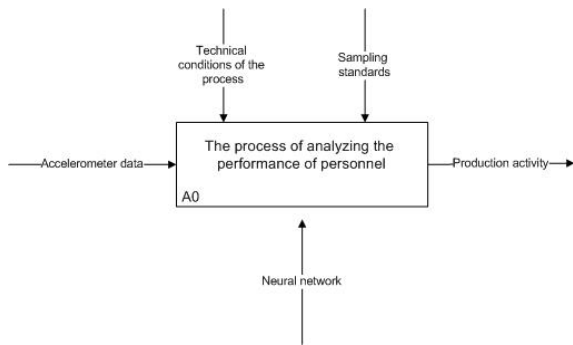 Technical
conditions of the
process
Sampling
standards
The process of analyzing the
performance of personnel
Accelerometer data
Production activity
A0
Neural network